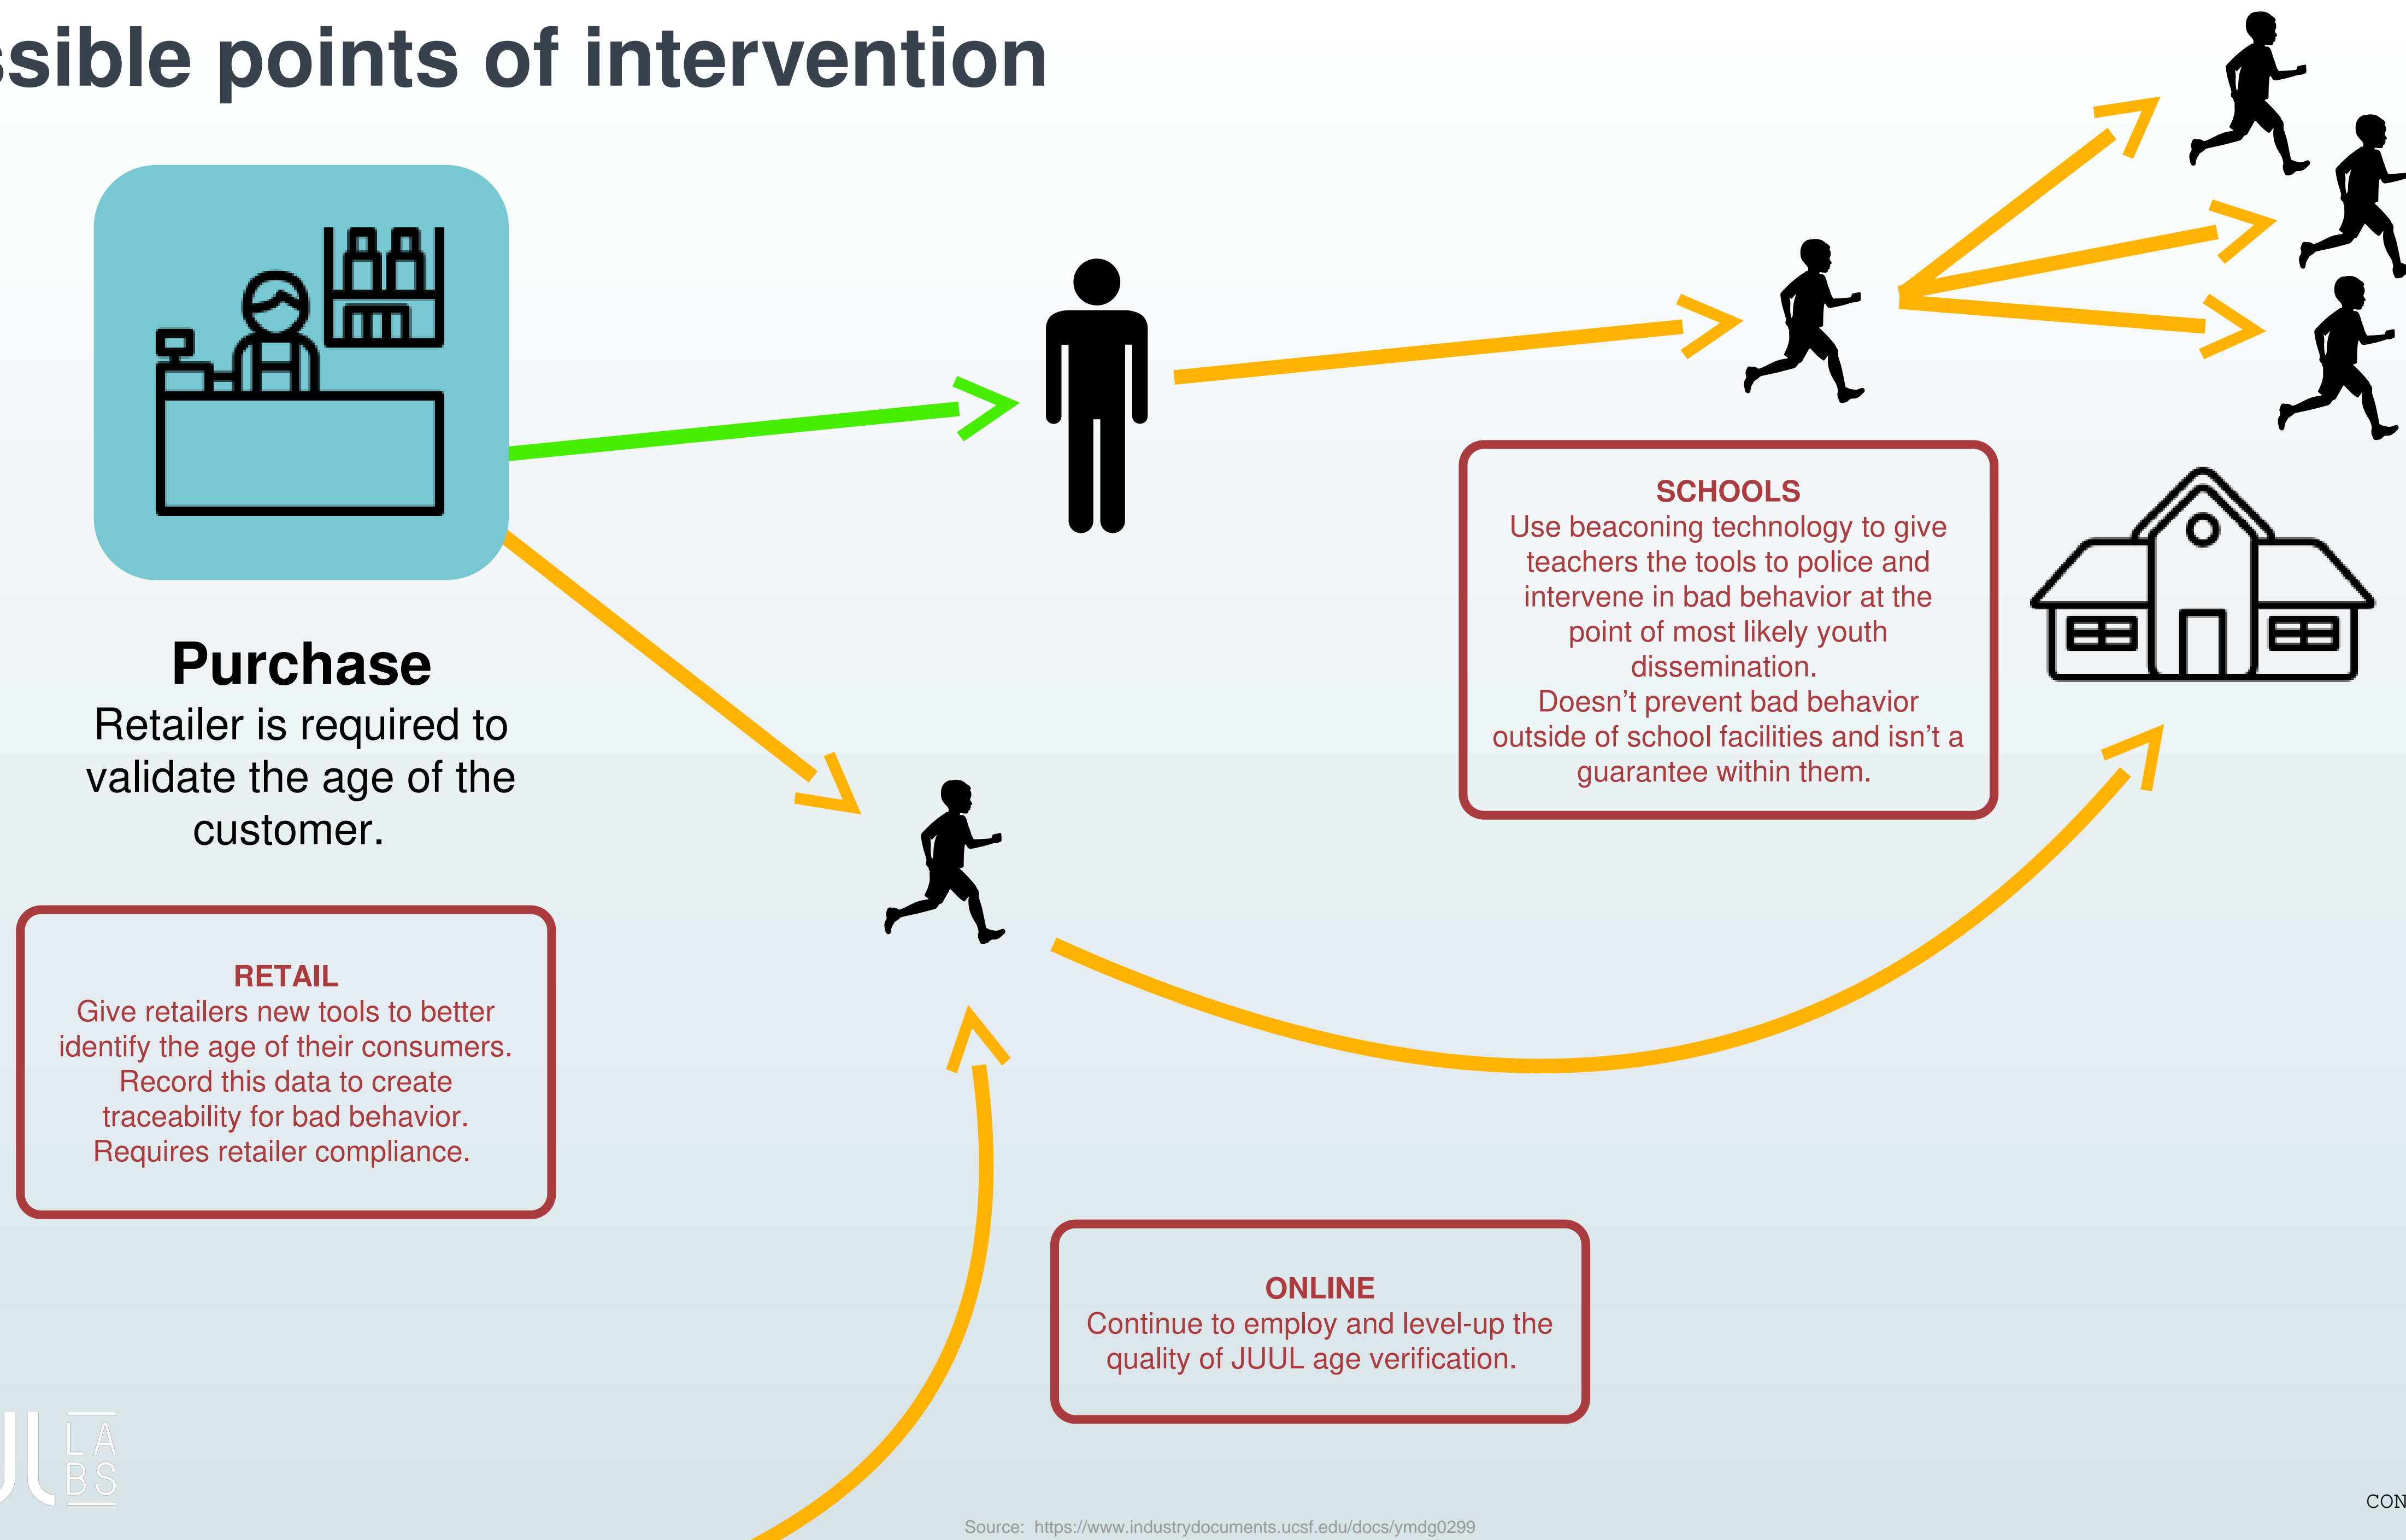 ssible points of intervention
Purchase
Retailer is required to
validate the age of the
customer.
RETAIL
Give retailers new tools to better
identify the age of their consumers.
Record this data to create
traceability for bad behavior.
Requires retailer compliance.
SCHOOLS
Use beaconing technology to give
teachers the tools to police and
intervene in bad behavior at the
point of most likely youth
dissemination.
Doesn't prevent bad behavior
outside of school facilities and isn't a
guarantee within them.
ONLINE
Continue to employ and level-up the
quality of JUUL age verification.
UL
LA
BS
CON
Source: https://www.industrydocuments.ucsf.edu/docs/ymdg0299